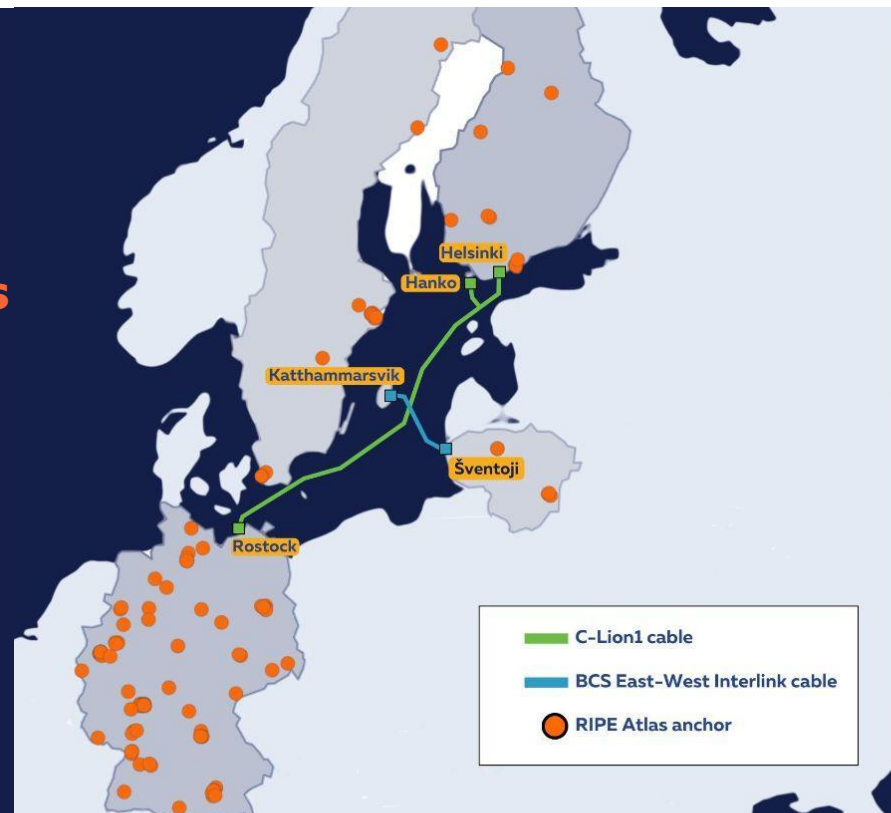 s
Helsinki
Hanko
Katthammarsvik
Šventoji
Rostock
C-Lion1 cable
BCS East-West Interlink cable
RIPE Atlas anchor